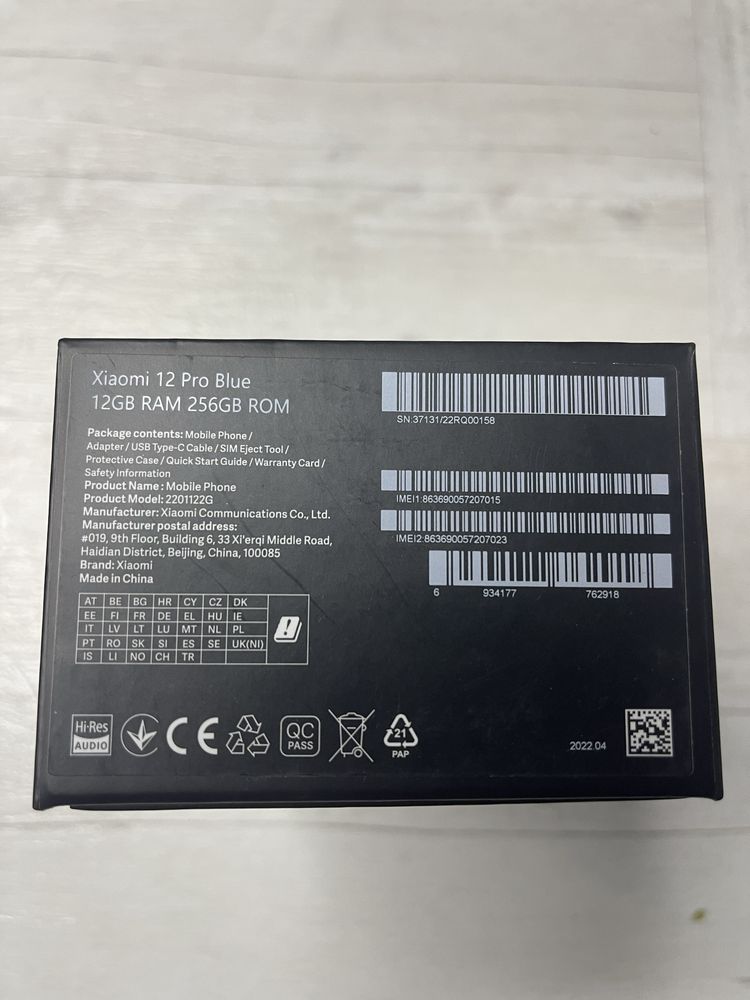 Xiaomi 12 Pro Blue
12GB RAM 256GB ROM
Package contents: Mobile Phone /
Adapter / USB Type-C Cable / SIM Eject Tool /
Protective Case / Quick Start Guide / Warranty Card /
Safety Information
Product Name : Mobile Phone
Product Model: 2201122G
Manufacturer: Xiaomi Communications Co., Ltd.
Manufacturer postal address:
#019, 9th Floor, Building 6, 33 Xi'erqi Middle Road,
Haidian District, Beijing, China, 100085
Brand: Xiaomi
Made in China
SN:37131/22RQ00158
IMEI1:863690057207015
IMEI2:863690057207023
6 934177 762918
AT BE BG HR CY CZ DK
EE FI FR DE EL HU IE
IT LV LT LU MT NL PL
PT RO SK SI ES SE UK(NI)
IS LI NO CH TR
Hi-Res
AUDIO
CE
QC
PASS
21
PAP
2022.04